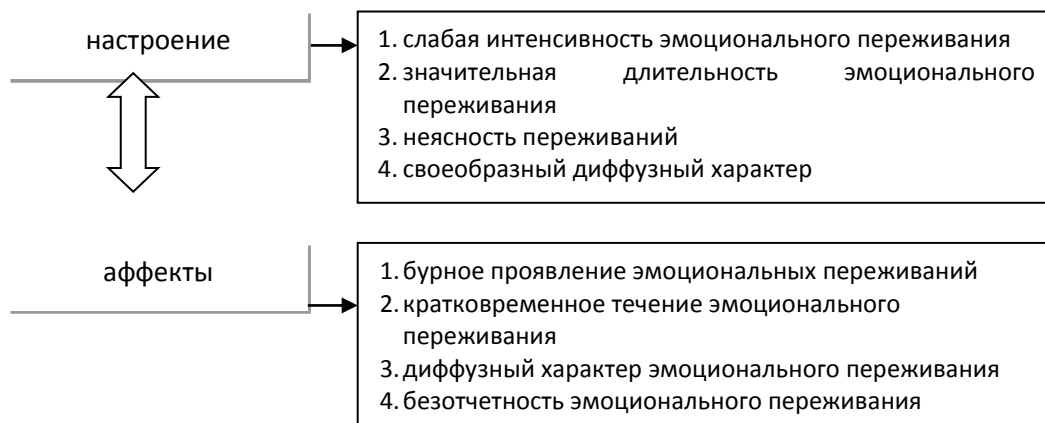 настроение
1. слабая интенсивность эмоционального переживания
2. значительная длительность эмоционального
переживания
3. неясность переживаний
4. своеобразный диффузный характер
аффекты
1. бурное проявление эмоциональных переживаний
2. кратковременное течение эмоционального
переживания
3. диффузный характер эмоционального переживания
4. безотчетность эмоционального переживания